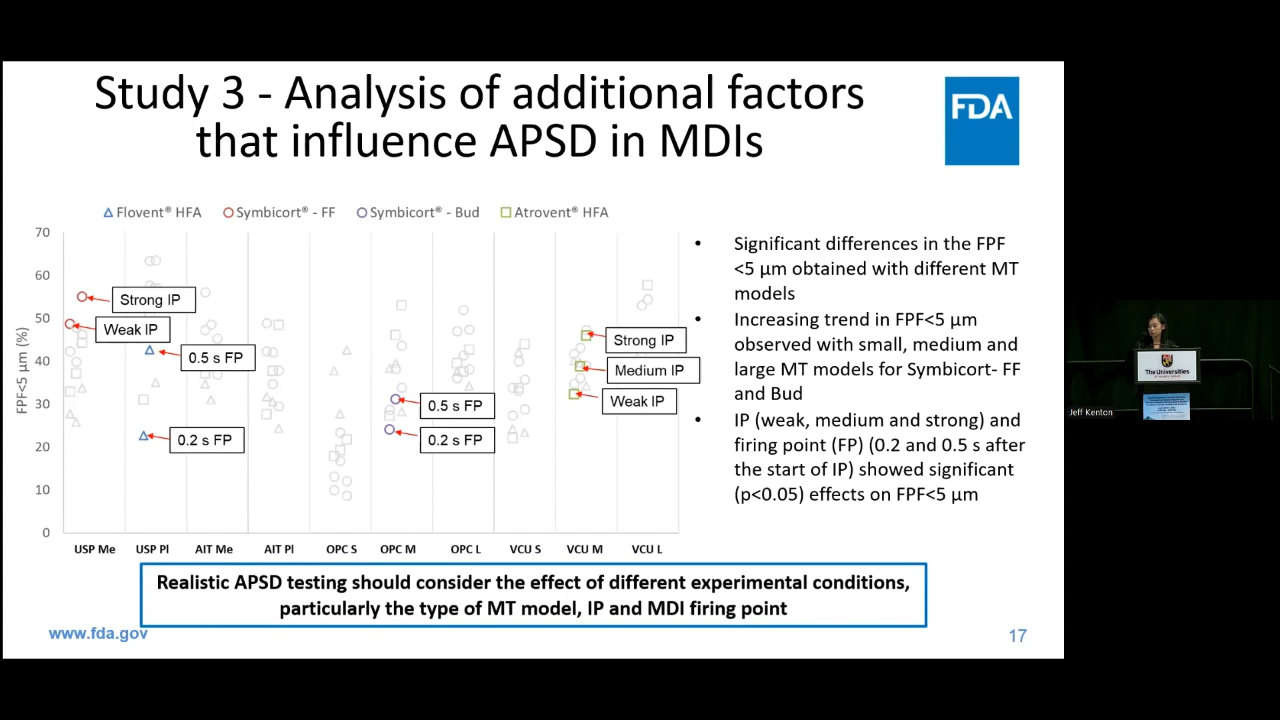 Study 3 - Analysis of additional factors
that influence APSD in MDIs
FDA
Flovent® HFA
Symbicort® - FF
Symbicort® - Bud
Atrovent® HFA
FPF<5 µm (%)
70
60
50
40
30
20
10
0
Strong IP
Weak IP
0.5 s FP
0.2 s FP
0.5 s FP
0.2 s FP
Strong IP
Medium IP
Weak IP
USP Me
USP Pl
AIT Me
AIT Pl
OPC S
OPC M
OPC L
VCU S
VCU M
VCU L
• Significant differences in the FPF
<5 µm obtained with different MT
models
• Increasing trend in FPF<5 µm
observed with small, medium and
large MT models for Symbicort- FF
and Bud
• IP (weak, medium and strong) and
firing point (FP) (0.2 and 0.5 s after
the start of IP) showed significant
(p<0.05) effects on FPF<5 µm
Realistic APSD testing should consider the effect of different experimental conditions,
particularly the type of MT model, IP and MDI firing point
www.fda.gov
17
The Universities
Jeff Kenton